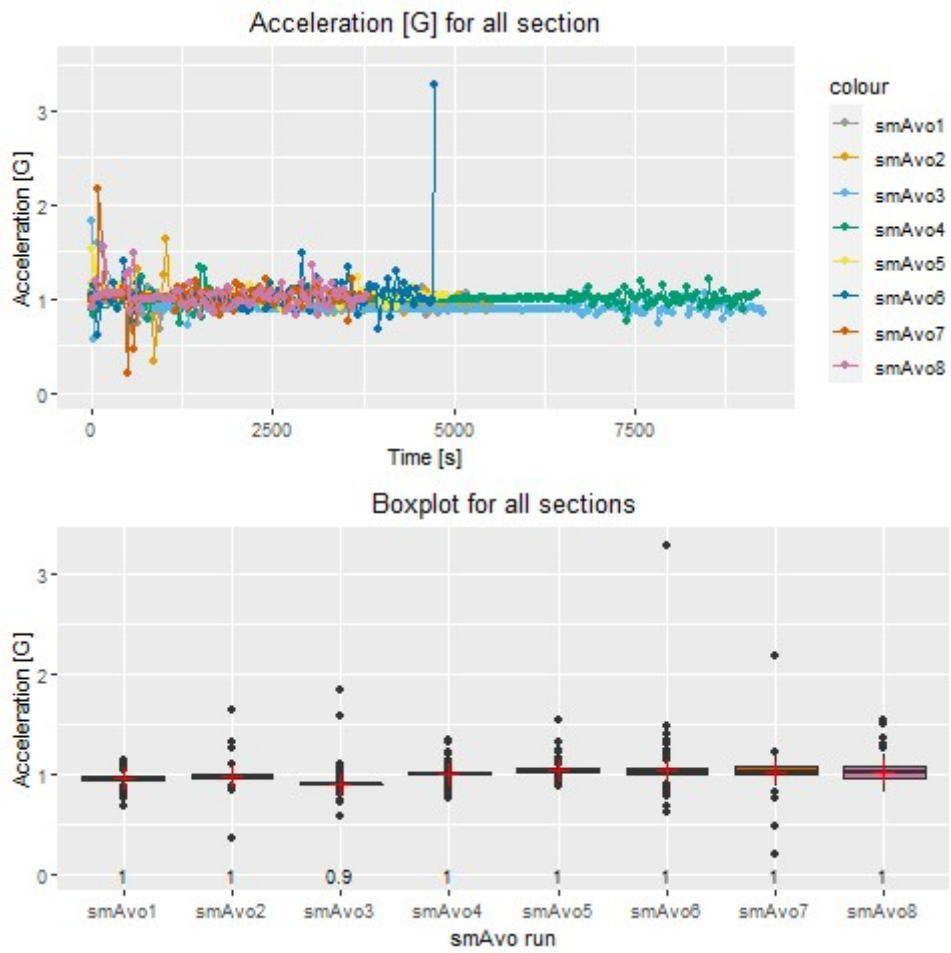 Acceleration [G] for all section
Acceleration [G]
3
2
1
0
0 2500 5000 7500
Time [s]
colour
smAvo1
smAvo2
smAvo3
smAvo4
smAvo5
smAvo6
smAvo7
smAvo8
Boxplot for all sections
Acceleration [G]
3
2
1
0
1 1 0.9 1 1 1 1 1
smAvo1 smAvo2 smAvo3 smAvo4 smAvo5 smAvo6 smAvo7 smAvo8
smAvo run